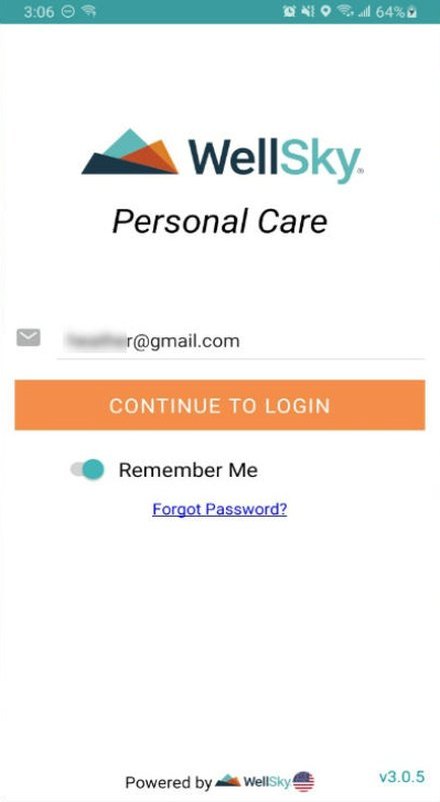 3:06 64%
WellSky®
Personal Care
r@gmail.com
CONTINUE TO LOGIN
Remember Me
Forgot Password?
Powered by WellSky v3.0.5